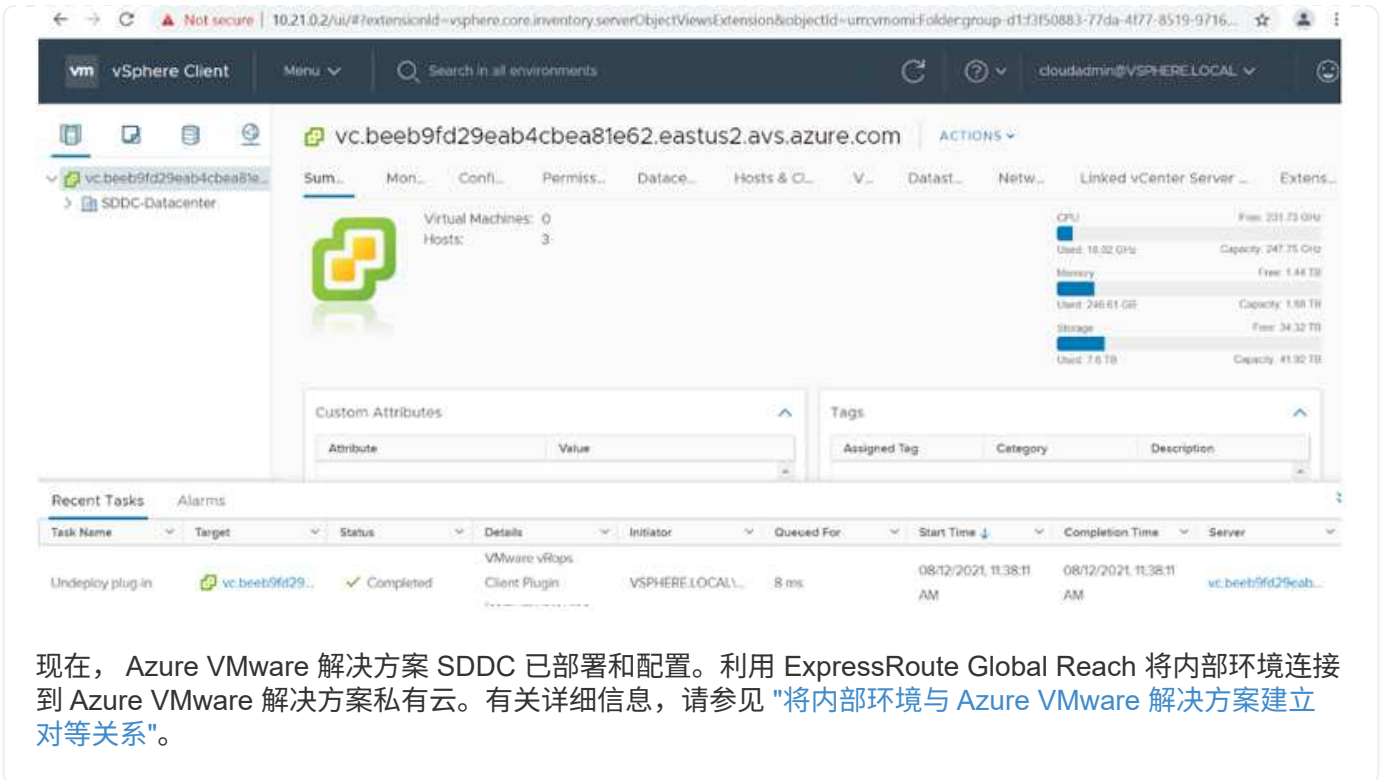 Not secure | 10.21.0.2/ui/#?extensionId=vsphere.core.inventory.serverObjectViewsExtension&objectId=urn:vmomi:Folder:group-d1:f3f50883-77da-4f77-8519-9716...
vm vSphere Client Menu Search in all environments cloudadmin@VSPHERE.LOCAL
vc.beeb9fd29eab4cbea81e62.eastus2.avs.azure.com ACTIONS
vc.beeb9fd29eab4cbea81e...
SDDC-Datacenter
Sum... Mon... Confi... Permiss... Datace... Hosts & Cl... V... Datast... Netw... Linked vCenter Server ... Extens...
Virtual Machines: 0
Hosts: 3
CPU Free: 231.73 GHz
Used: 16.02 GHz Capacity: 247.75 GHz
Memory Free: 1.44 TB
Used: 246.61 GB Capacity: 1.68 TB
Storage Free: 34.32 TB
Used: 7.6 TB Capacity: 41.92 TB
Custom Attributes
Attribute Value
Tags
Assigned Tag Category Description
Recent Tasks Alarms
Task Name Target Status Details Initiator Queued For Start Time Completion Time Server
Undeploy plug-in vc.beeb9fd29... Completed VMware vRops Client Plugin VSPHERE.LOCAL\... 8 ms 08/12/2021, 11:38:11 AM 08/12/2021, 11:38:11 AM vc.beeb9fd29eab...
现在， Azure VMware 解决方案 SDDC 已部署和配置。利用 ExpressRoute Global Reach 将内部环境连接
到 Azure VMware 解决方案私有云。有关详细信息，请参见 "将内部环境与 Azure VMware 解决方案建立
对等关系"。